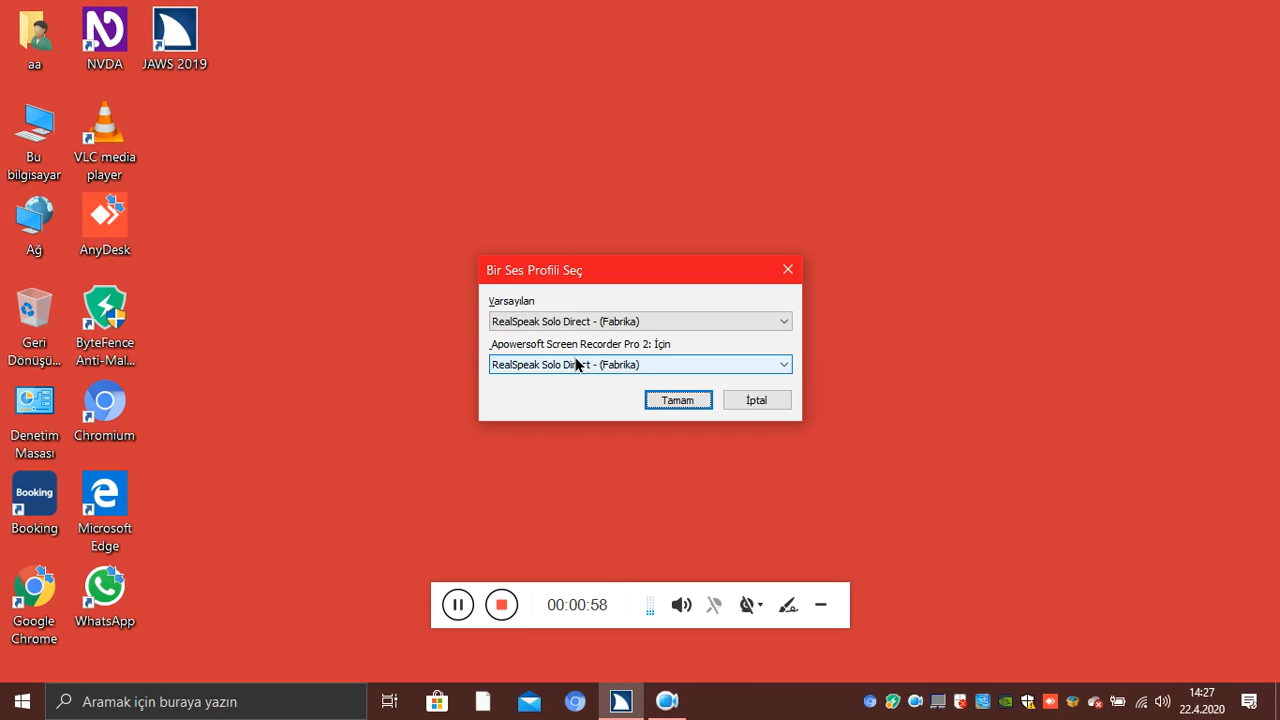 aa
NVDA
JAWS 2019
Bu
bilgisayar
VLC media
player
Ağ
AnyDesk
Geri
Dönüşü...
ByteFence
Anti-Mal...
Denetim
Masası
Chromium
Booking
Booking
Microsoft
Edge
Google
Chrome
WhatsApp
Bir Ses Profili Seç
Varsayılan
RealSpeak Solo Direct - (Fabrika)
Apowersoft Screen Recorder Pro 2: İçin
RealSpeak Solo Direct - (Fabrika)
Tamam
İptal
00:00:58
Aramak için buraya yazın
14:27
22.4.2020